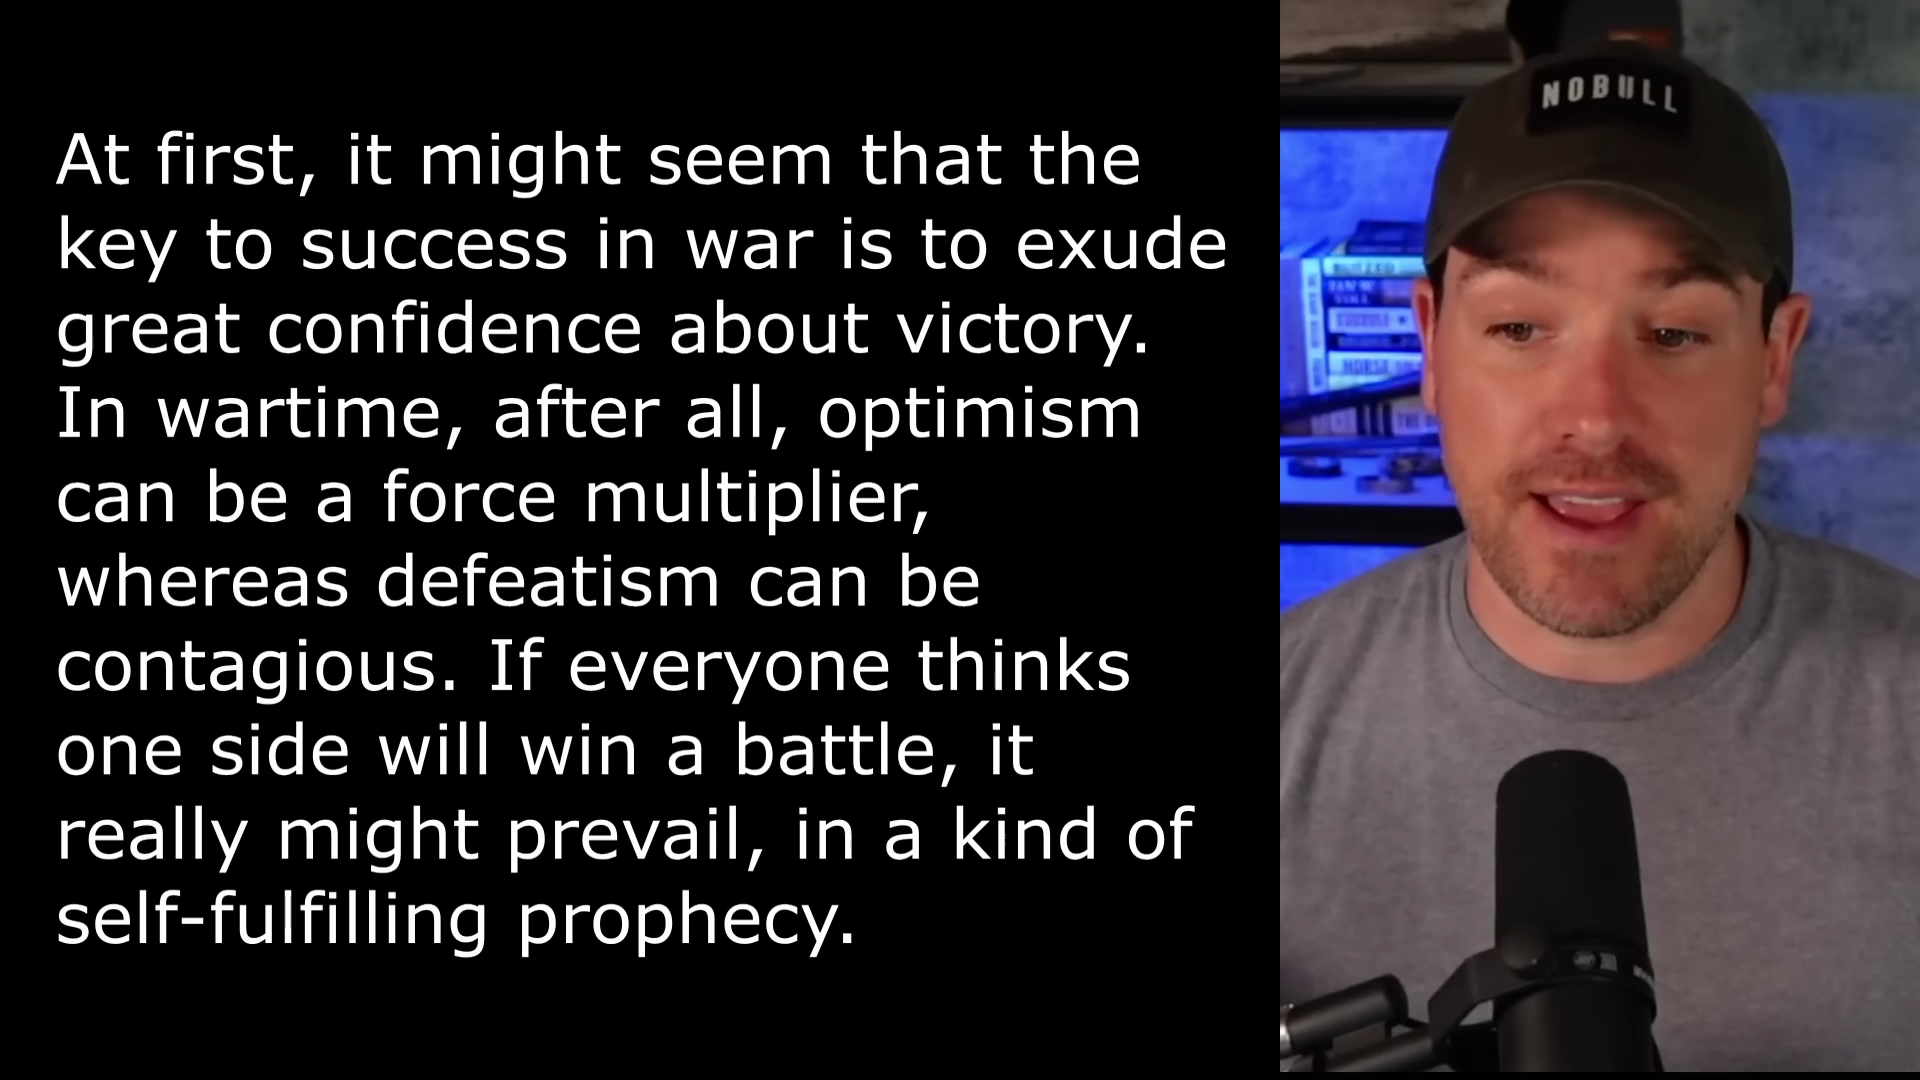 At first, it might seem that the
key to success in war is to exude
great confidence about victory.
In wartime, after all, optimism
can be a force multiplier,
whereas defeatism can be
contagious. If everyone thinks
one side will win a battle, it
really might prevail, in a kind of
self-fulfilling prophecy.
NOBULL